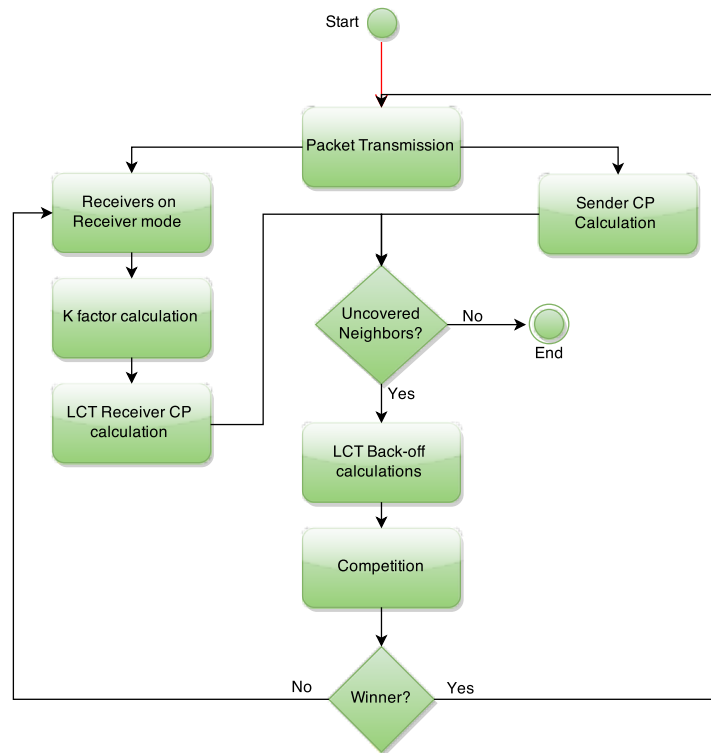 Start
Packet Transmission
Receivers on
Receiver mode
Sender CP
Calculation
K factor calculation
Uncovered
Neighbors?
No
End
Yes
LCT Receiver CP
calculation
LCT Back-off
calculations
Competition
Winner?
No
Yes